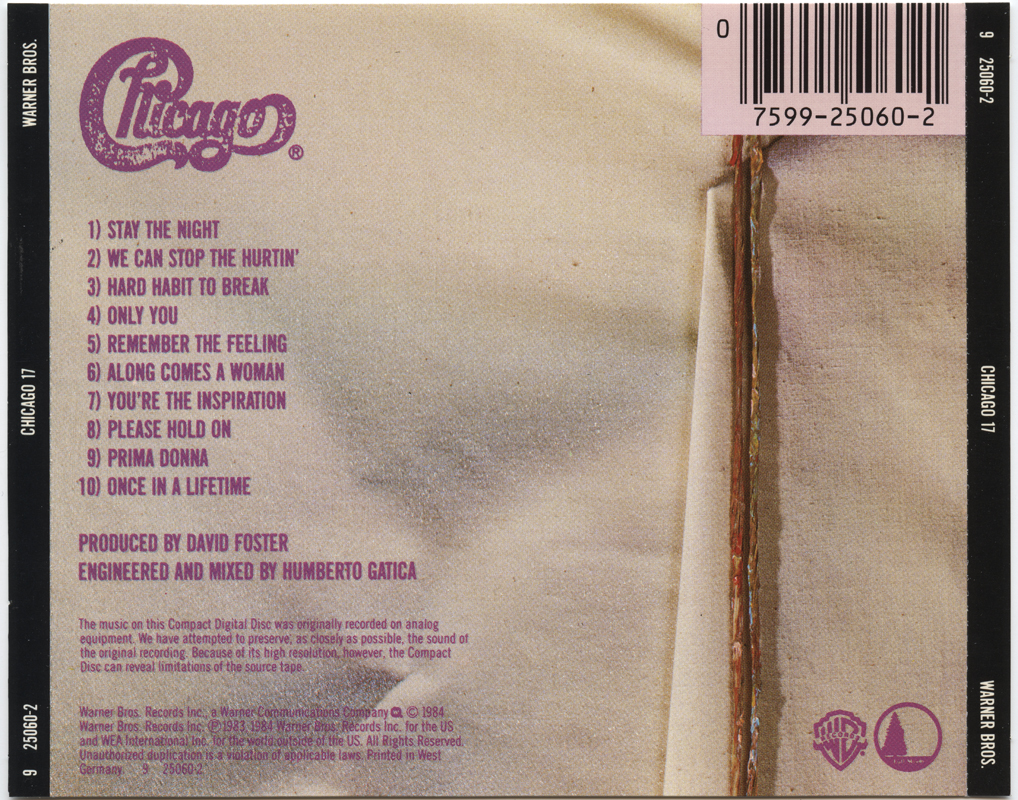 WARNER BROS.
CHICAGO 17
9 25060-2
Chicago®
0
7599-25060-2
1) STAY THE NIGHT
2) WE CAN STOP THE HURTIN'
3) HARD HABIT TO BREAK
4) ONLY YOU
5) REMEMBER THE FEELING
6) ALONG COMES A WOMAN
7) YOU'RE THE INSPIRATION
8) PLEASE HOLD ON
9) PRIMA DONNA
10) ONCE IN A LIFETIME
PRODUCED BY DAVID FOSTER
ENGINEERED AND MIXED BY HUMBERTO GATICA
The music on this Compact Digital Disc was originally recorded on analog
equipment. We have attempted to preserve, as closely as possible, the sound of
the original recording. Because of its high resolution, however, the Compact
Disc can reveal limitations of the source tape.
Warner Bros. Records Inc., a Warner Communications Company © 1984
Warner Bros. Records Inc. ℗ 1983, 1984 Warner Bros. Records Inc. for the US
and WEA International Inc. for the world outside of the US. All Rights Reserved.
Unauthorized duplication is a violation of applicable laws. Printed in West
Germany. 9 25060-2
WB
RECORDS
9 25060-2
CHICAGO 17
WARNER BROS.